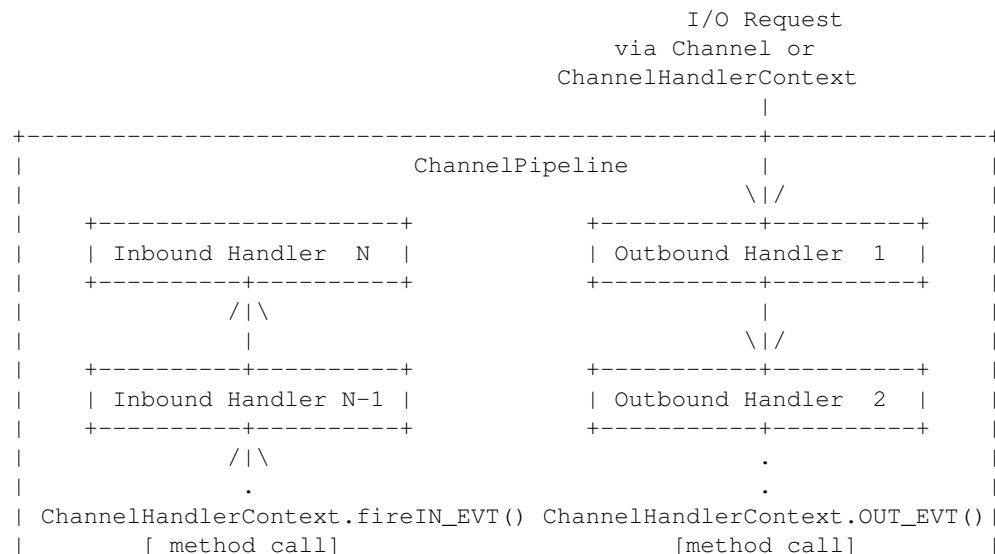 I/O Request
via Channel or
ChannelHandlerContext
|
+---------------------------------------------------+---------------+
|                           ChannelPipeline         |               |
|                                                  \|/              |
|    +---------------------+            +-----------+----------+    |
|    | Inbound Handler  N  |            | Outbound Handler  1  |    |
|    +----------+----------+            +-----------+----------+    |
|              /|\                                  |               |
|               |                                  \|/              |
|    +----------+----------+            +-----------+----------+    |
|    | Inbound Handler N-1 |            | Outbound Handler  2  |    |
|    +----------+----------+            +-----------+----------+    |
|              /|\                                  .               |
|               .                                   .               |
| ChannelHandlerContext.fireIN_EVT() ChannelHandlerContext.OUT_EVT()|
|        [ method call]                       [method call]         |